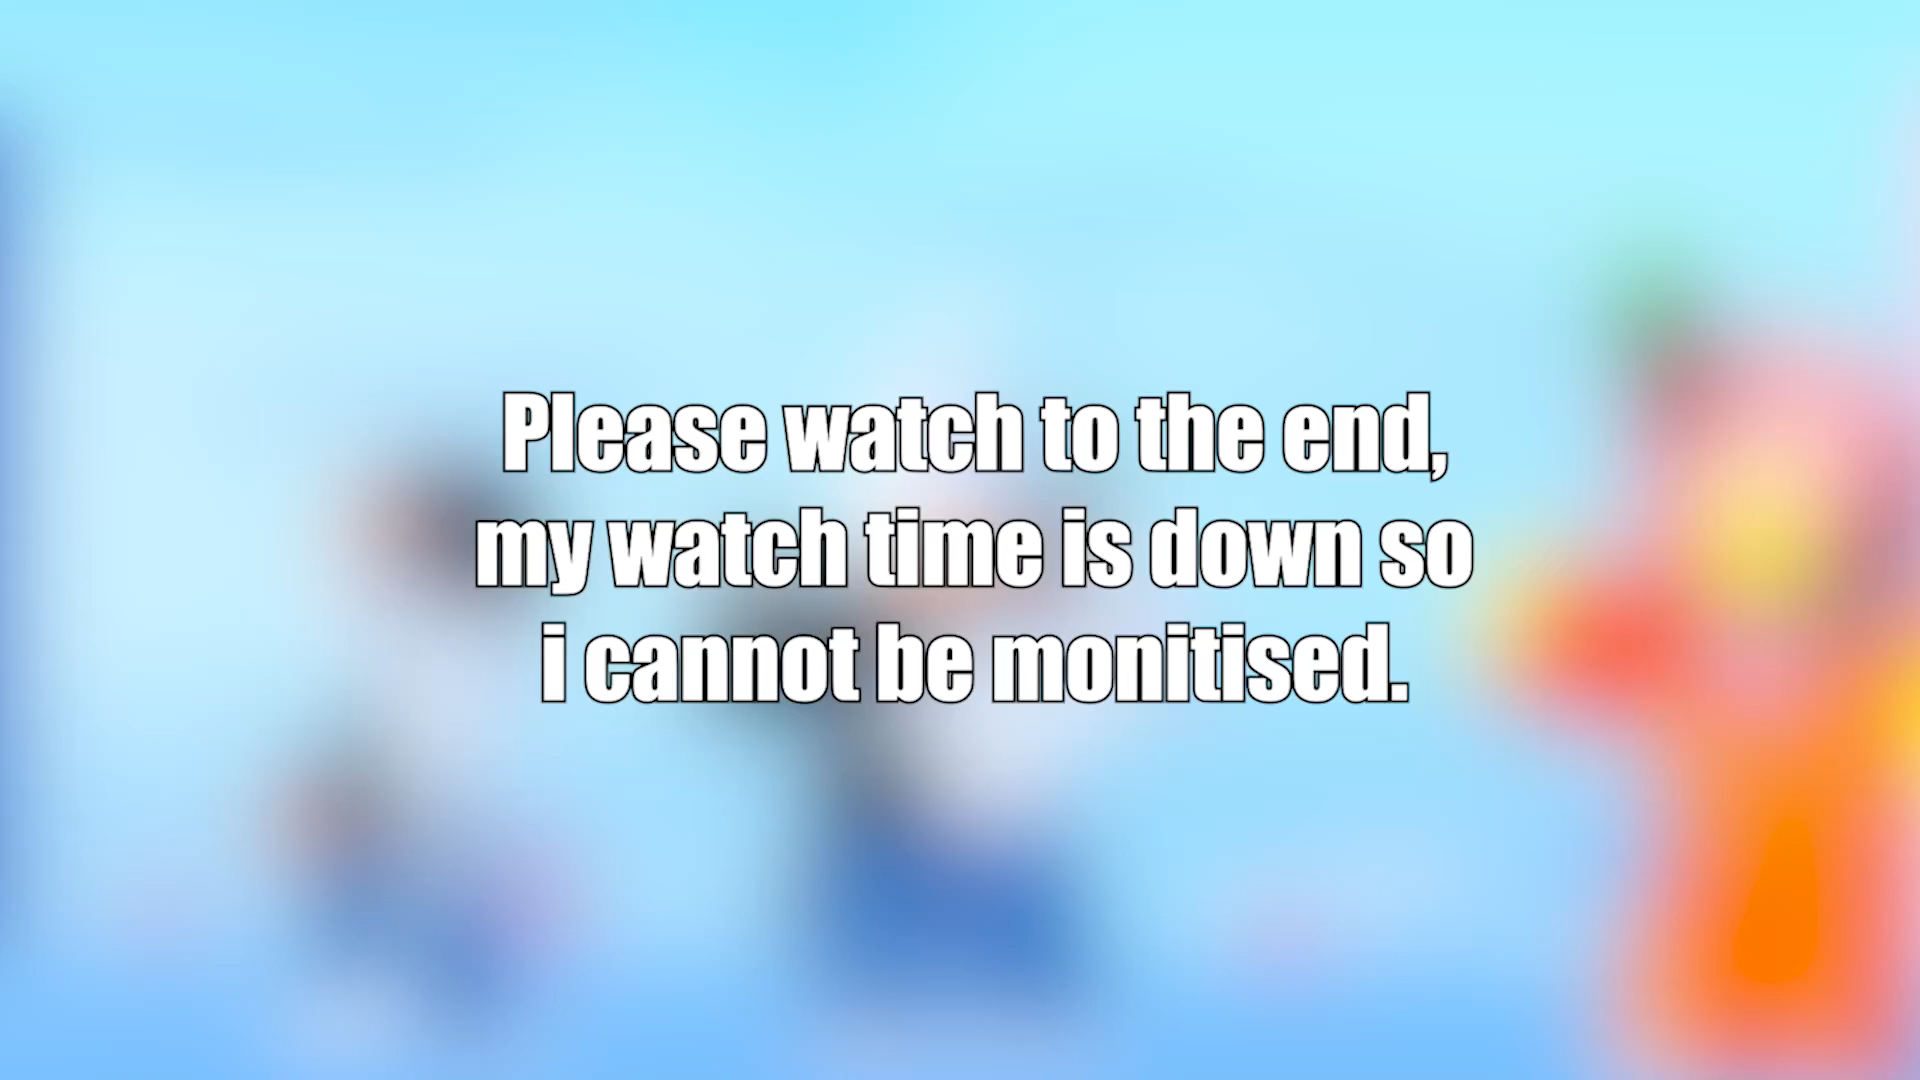 Please watch to the end,
my watch time is down so
i cannot be monitised.